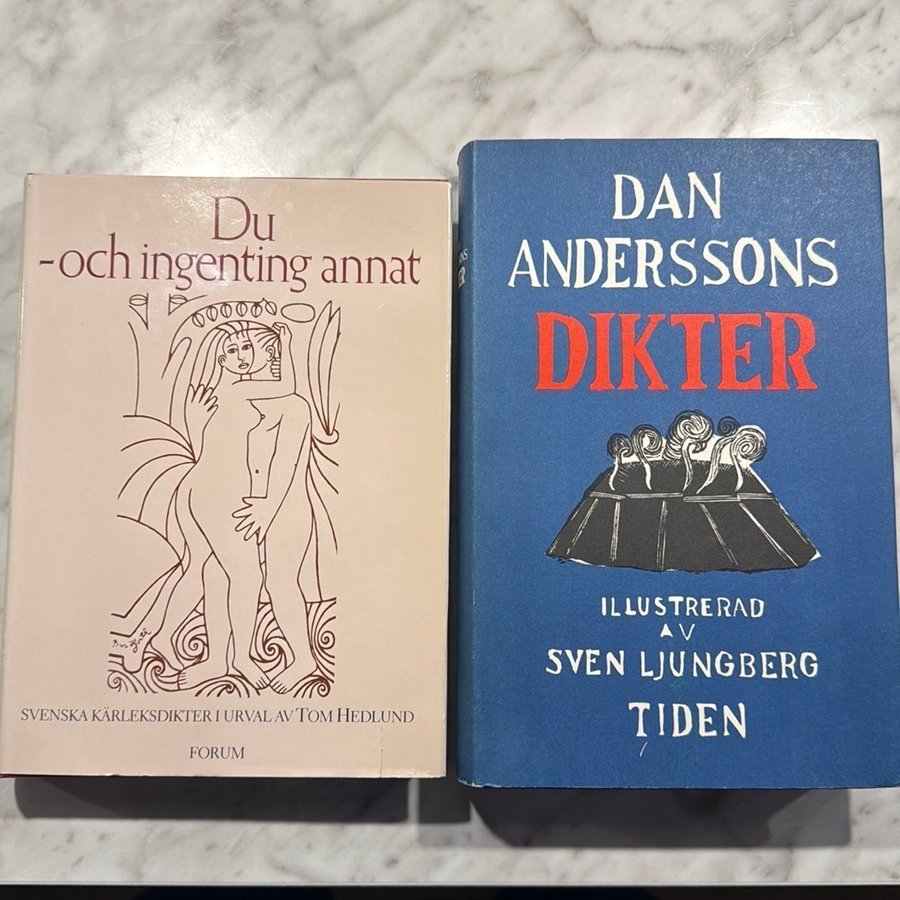 Du
-och ingenting annat
SVENSKA KÄRLEKSDIKTER I URVAL AV TOM HEDLUND
FORUM
DAN
ANDERSSONS
DIKTER
ILLUSTRERAD
AV
SVEN LJUNGBERG
TIDEN